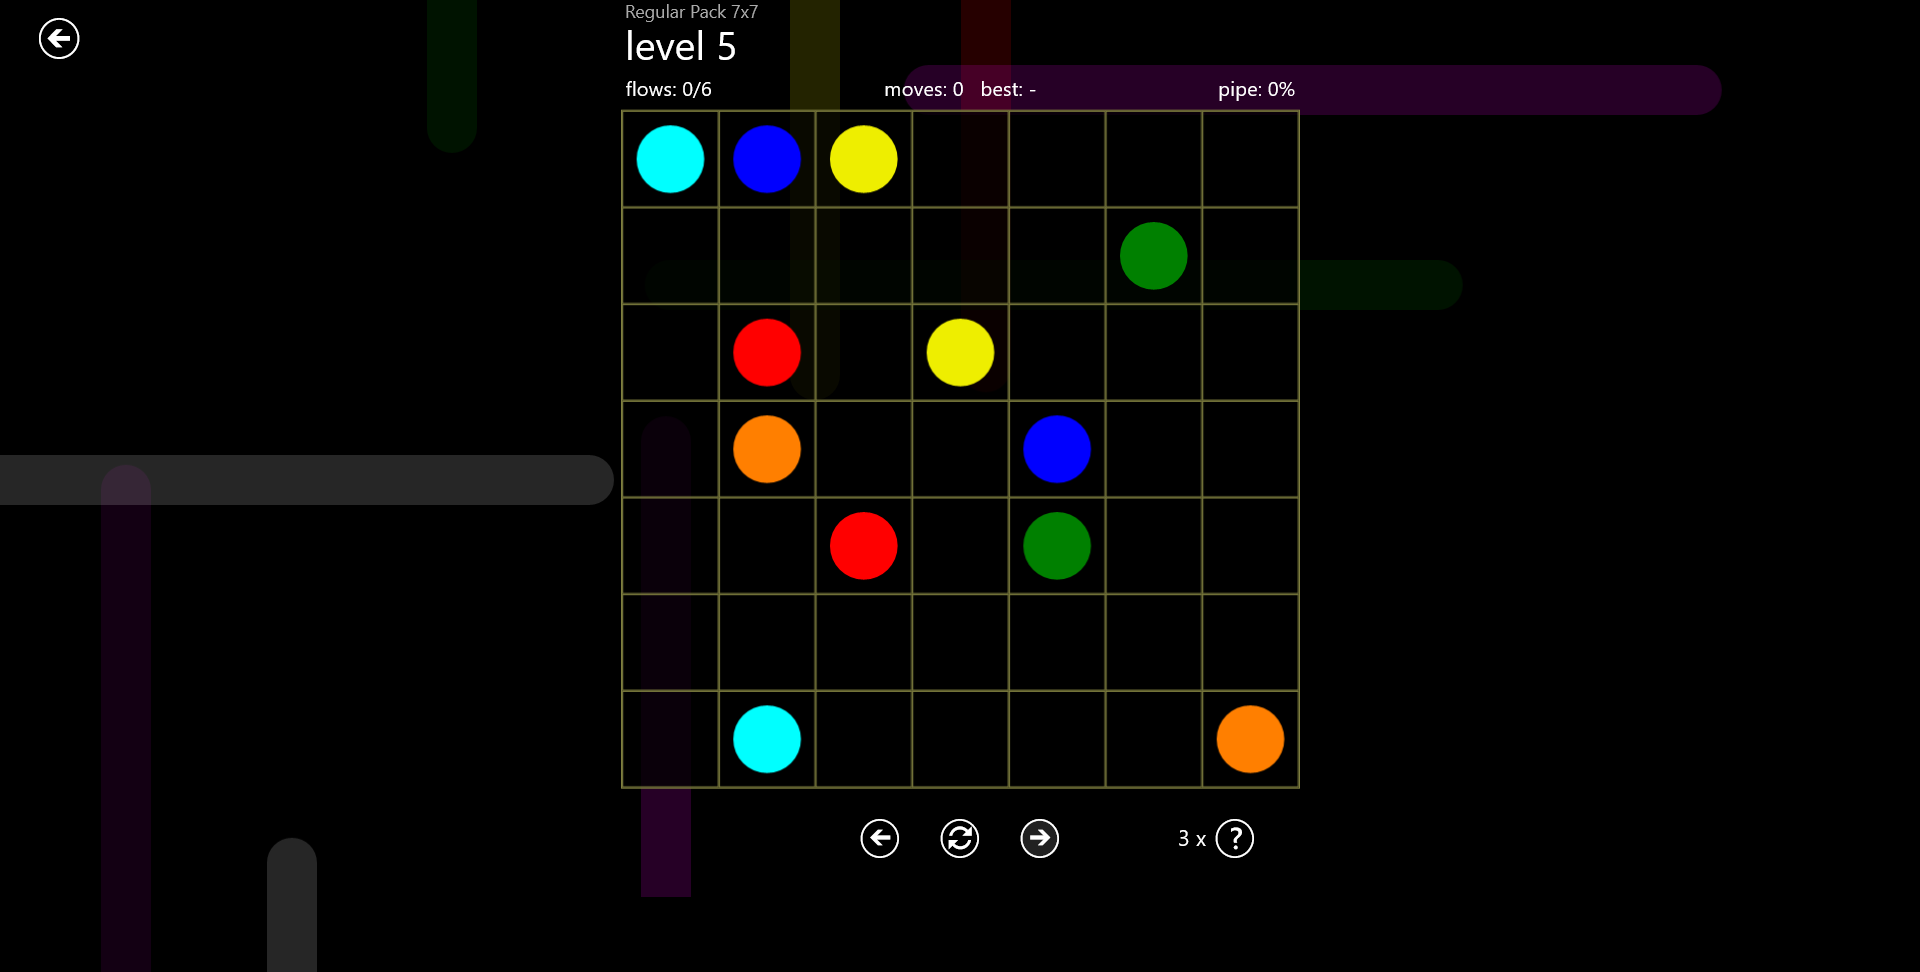 Regular Pack 7x7
level 5
flows: 0/6 moves: 0 best: - pipe: 0%
3 x ?